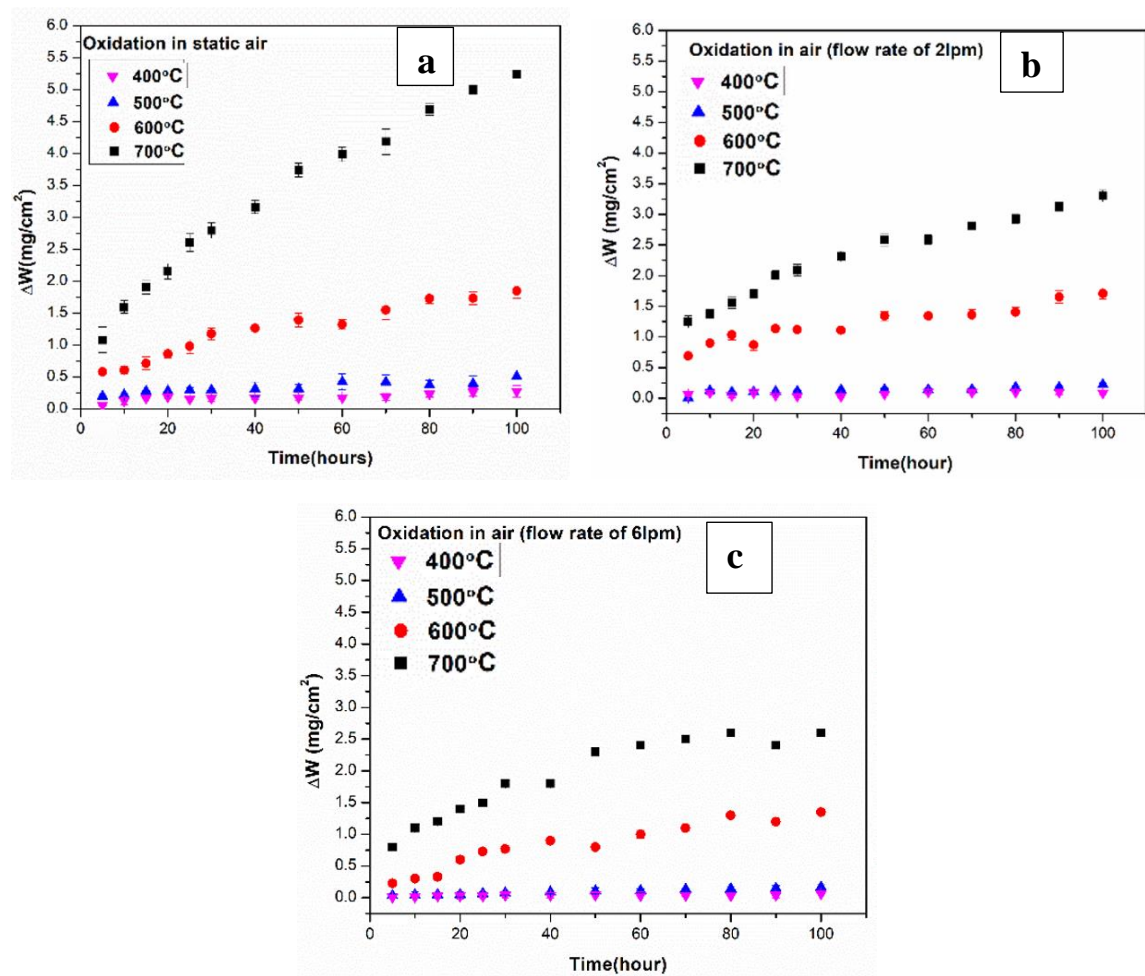 6.0
5.5
5.0
4.5
4.0
3.5
3.0
2.5
2.0
1.5
1.0
0.5
0.0
ΔW(mg/cm²)
Oxidation in static air
400°C
500°C
600°C
700°C
a
0 20 40 60 80 100
Time(hours)
6.0
5.5
5.0
4.5
4.0
3.5
3.0
2.5
2.0
1.5
1.0
0.5
0.0
ΔW (mg/cm²)
Oxidation in air (flow rate of 2lpm)
400°C
500°C
600°C
700°C
b
0 20 40 60 80 100
Time(hour)
6.0
5.5
5.0
4.5
4.0
3.5
3.0
2.5
2.0
1.5
1.0
0.5
0.0
ΔW (mg/cm²)
Oxidation in air (flow rate of 6lpm)
400°C
500°C
600°C
700°C
c
0 20 40 60 80 100
Time(hour)